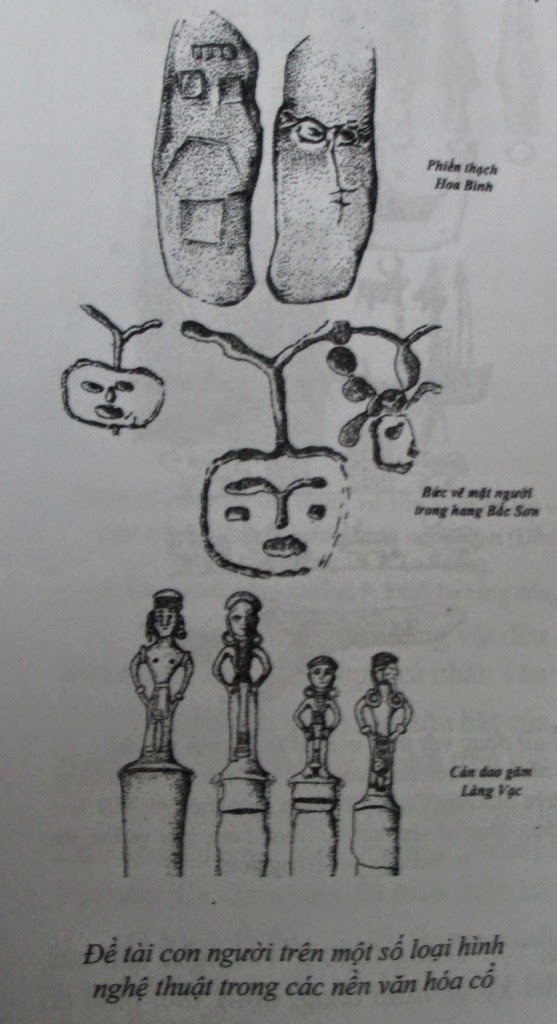 Phiến thạch
Hoa Bình
Bức vẽ mặt người
trong hang Bắc Sơn
Cán dao găm
Làng Vạc
Đề tài con người trên một số loại hình
nghệ thuật trong các nền văn hóa cổ